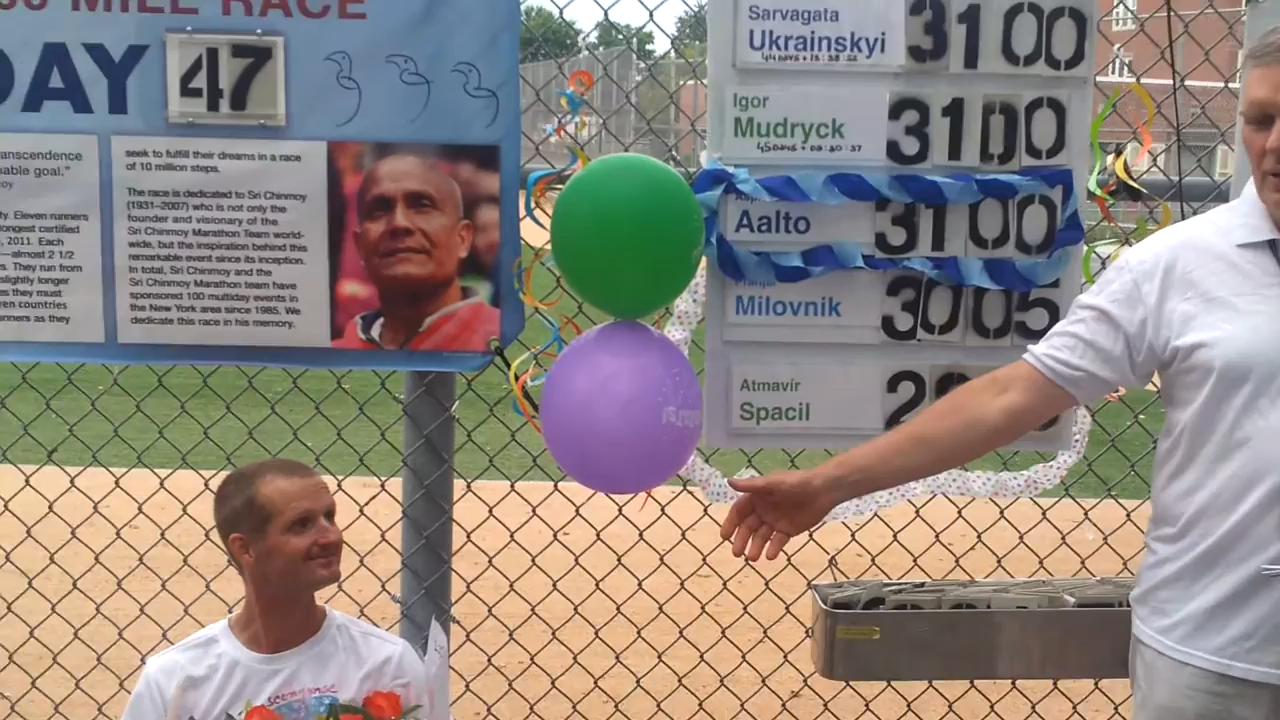 MILE RACE
DAY 47
anscendence
able goal."
oy
ty. Eleven runners
ongest certified
, 2011. Each
—almost 2 1/2
s. They run from
slightly longer
es they must
ven countries
nners as they
seek to fulfill their dreams in a race
of 10 million steps.
The race is dedicated to Sri Chinmoy
(1931–2007) who is not only the
founder and visionary of the
Sri Chinmoy Marathon Team world-
wide, but the inspiration behind this
remarkable event since its inception.
In total, Sri Chinmoy and the
Sri Chinmoy Marathon team have
sponsored 100 multiday events in
the New York area since 1985. We
dedicate this race in his memory.
Sarvagata
Ukrainskyi 3100
Igor
Mudryck 3100
Aalto 3100
Milovnik 3005
Atmavír
Spacil 2